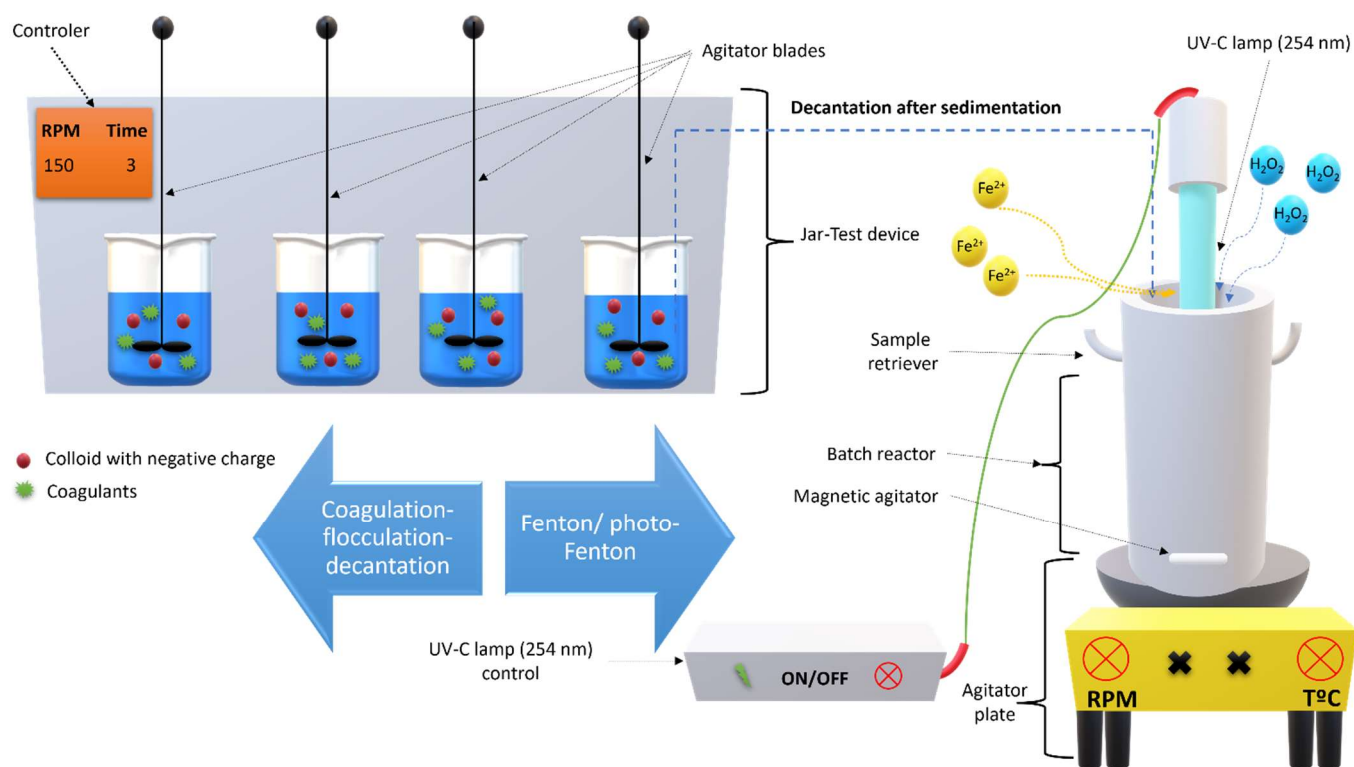 Controler
Agitator blades
UV-C lamp (254 nm)
RPM Time
150 3
Decantation after sedimentation
H₂O₂
H₂O₂
H₂O₂
Fe²⁺
Fe²⁺
Fe²⁺
Jar-Test device
Sample
retriever
Batch reactor
Magnetic agitator
Colloid with negative charge
Coagulants
Coagulation-
flocculation-
decantation
Fenton/ photo-
Fenton
UV-C lamp (254 nm)
control
ON/OFF
Agitator
plate
RPM
TºC